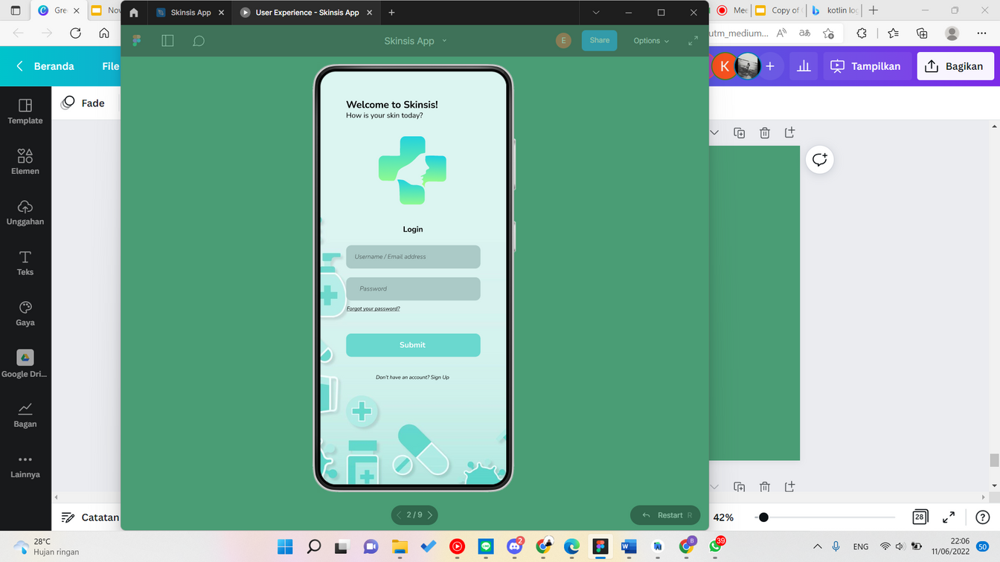 Gre
Nov
Skinsis App
User Experience - Skinsis App
Mee
Copy of
kotlin log
utm_medium...
Skinsis App
E
Share
Options
Beranda
File
K
Tampilkan
Bagikan
Fade
Template
Elemen
Unggahan
Teks
Gaya
Google Dri...
Bagan
Lainnya
Welcome to Skinsis!
How is your skin today?
Login
Username / Email address
Password
Forgot your password?
Submit
Don't have an account? Sign Up
2 / 9
Restart R
Catatan
42%
28
28°C
Hujan ringan
2
B
39
ENG
22:06
11/06/2022
50